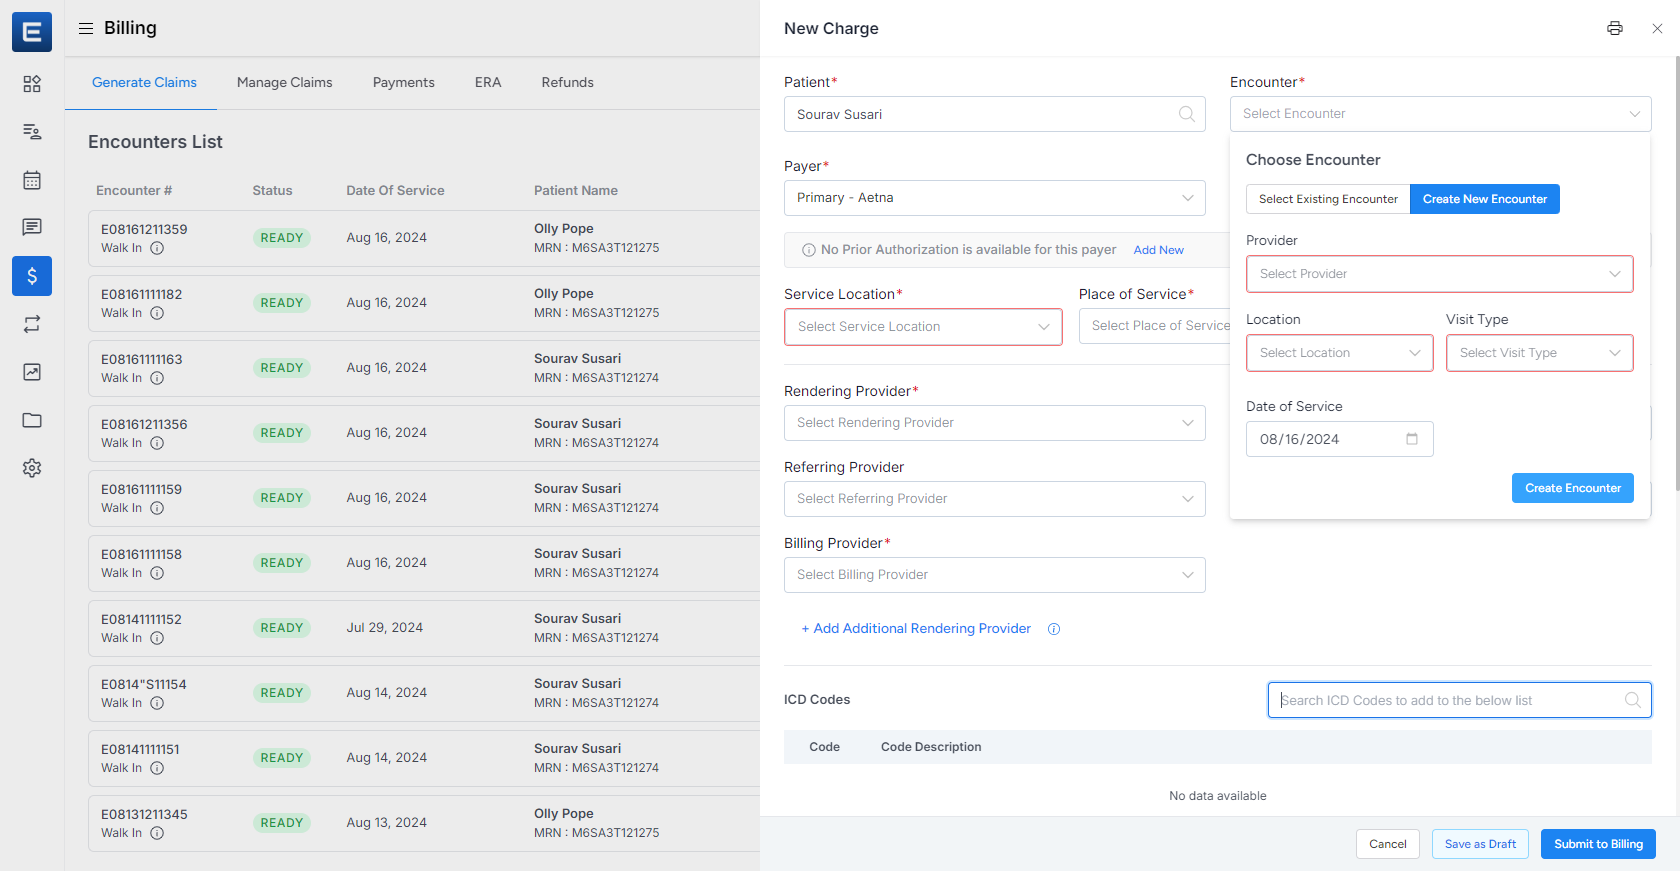 E
Billing
Generate Claims
Manage Claims
Payments
ERA
Refunds
Encounters List
Encounter #
Status
Date Of Service
Patient Name
E08161211359
Walk In
READY
Aug 16, 2024
Olly Pope
MRN : M6SA3T121275
E08161111182
Walk In
READY
Aug 16, 2024
Olly Pope
MRN : M6SA3T121275
E08161111163
Walk In
READY
Aug 16, 2024
Sourav Susari
MRN : M6SA3T121274
E08161211356
Walk In
READY
Aug 16, 2024
Sourav Susari
MRN : M6SA3T121274
E08161111159
Walk In
READY
Aug 16, 2024
Sourav Susari
MRN : M6SA3T121274
E08161111158
Walk In
READY
Aug 16, 2024
Sourav Susari
MRN : M6SA3T121274
E08141111152
Walk In
READY
Jul 29, 2024
Sourav Susari
MRN : M6SA3T121274
E0814"S11154
Walk In
READY
Aug 14, 2024
Sourav Susari
MRN : M6SA3T121274
E08141111151
Walk In
READY
Aug 14, 2024
Sourav Susari
MRN : M6SA3T121274
E08131211345
Walk In
READY
Aug 13, 2024
Olly Pope
MRN : M6SA3T121275
New Charge
Patient*
Sourav Susari
Encounter*
Select Encounter
Payer*
Primary - Aetna
No Prior Authorization is available for this payer
Add New
Service Location*
Select Service Location
Place of Service*
Select Place of Service
Rendering Provider*
Select Rendering Provider
Referring Provider
Select Referring Provider
Billing Provider*
Select Billing Provider
+ Add Additional Rendering Provider
Choose Encounter
Select Existing Encounter
Create New Encounter
Provider
Select Provider
Location
Select Location
Visit Type
Select Visit Type
Date of Service
08/16/2024
Create Encounter
ICD Codes
Search ICD Codes to add to the below list
Code
Code Description
No data available
Cancel
Save as Draft
Submit to Billing